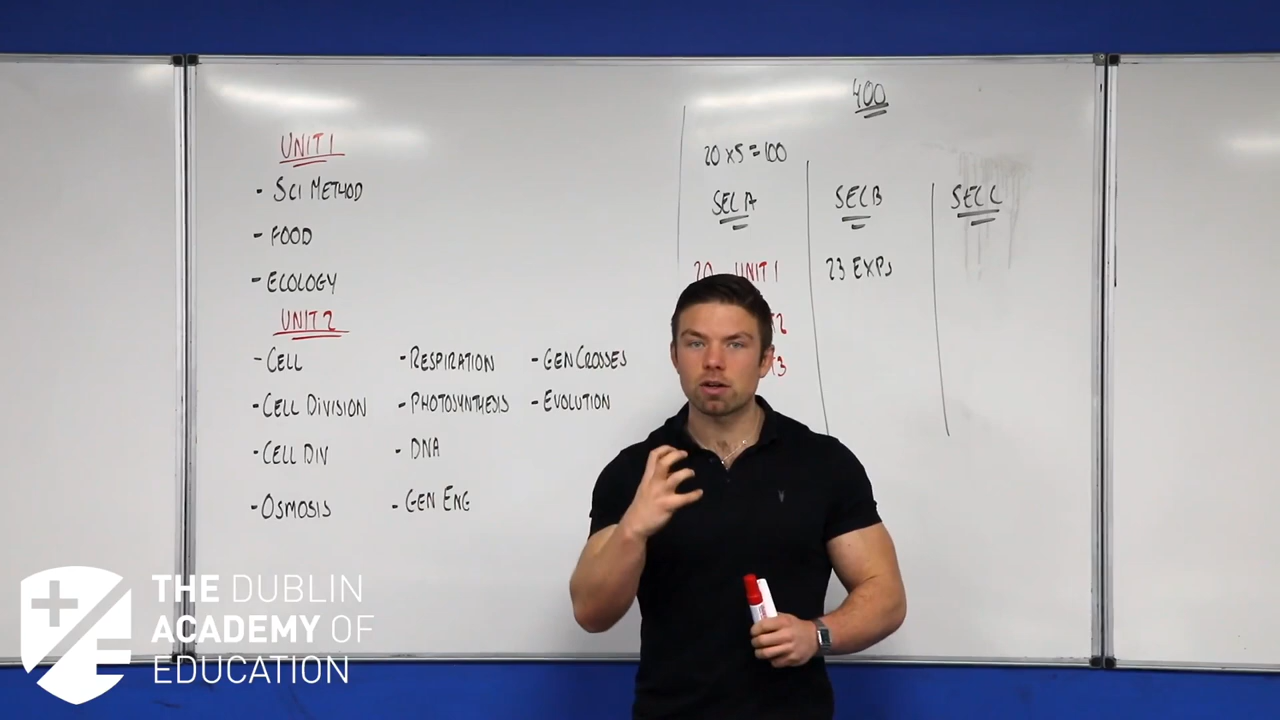 UNIT 1
- SCI METHOD
- FOOD
- ECOLOGY
UNIT 2
- CELL
- CELL DIVISION
- CELL DIV
- OSMOSIS
- RESPIRATION
- PHOTOSYNTHESIS
- DNA
- GEN ENG
- GEN CROSSES
- EVOLUTION
400
20 x 5 = 100
SEC A
20 UNIT 1
2
3
SEC B
23 EXPs
SEC C
THE DUBLIN
ACADEMY OF
EDUCATION